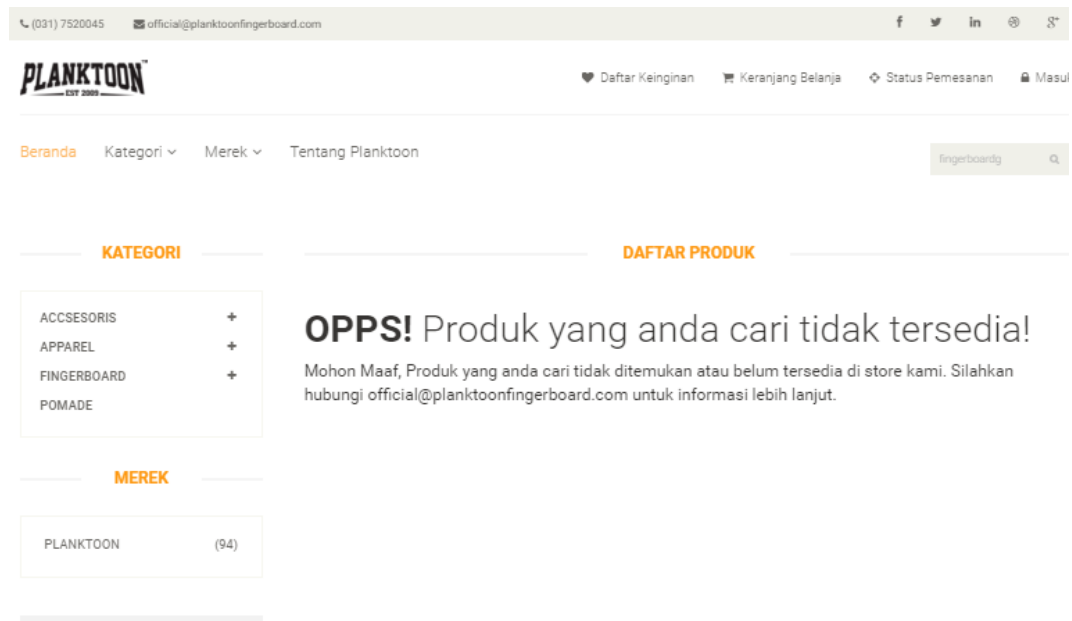 (031) 7520045 official@planktoonfingerboard.com
PLANKTOON™
EST 2009
Daftar Keinginan Keranjang Belanja Status Pemesanan Masuk
Beranda Kategori Merek Tentang Planktoon
fingerboardg
KATEGORI
ACCSESORIS +
APPAREL +
FINGERBOARD +
POMADE
MEREK
PLANKTOON (94)
DAFTAR PRODUK
OPPS! Produk yang anda cari tidak tersedia!
Mohon Maaf, Produk yang anda cari tidak ditemukan atau belum tersedia di store kami. Silahkan
hubungi official@planktoonfingerboard.com untuk informasi lebih lanjut.